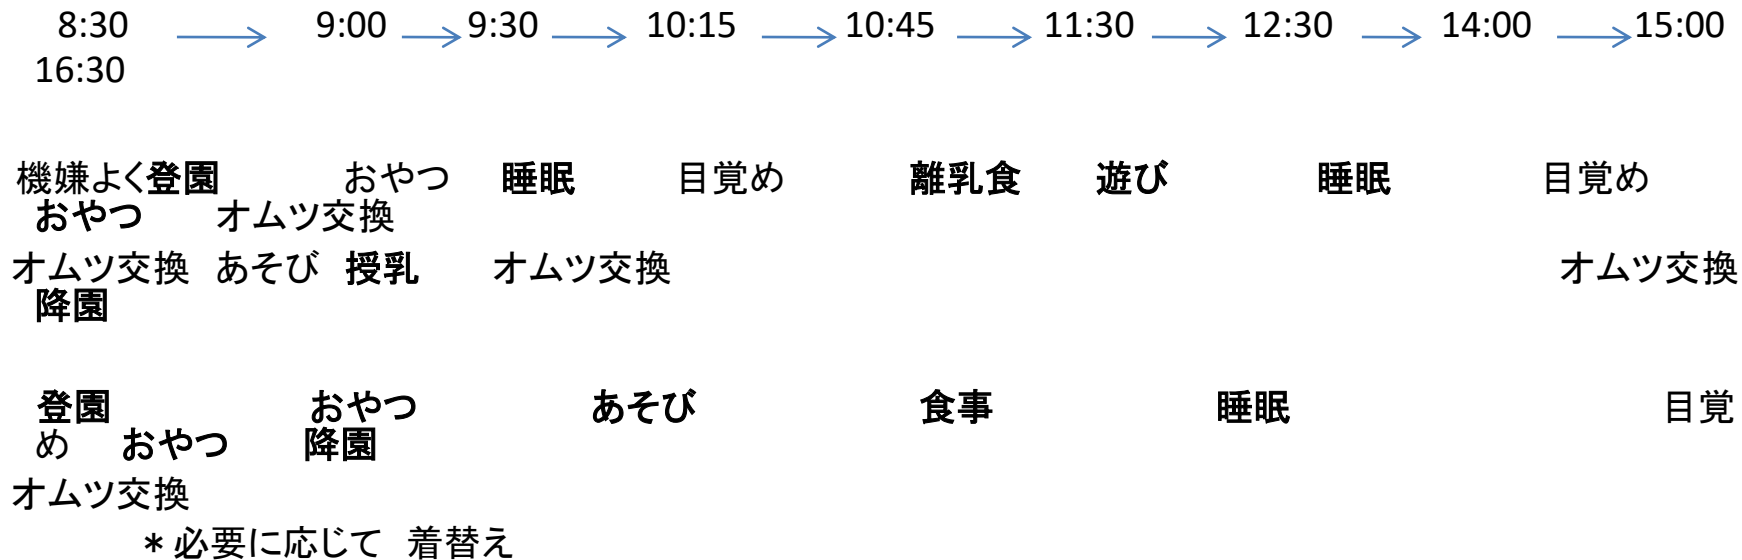 8:30 → 9:00 → 9:30 → 10:15 → 10:45 → 11:30 → 12:30 → 14:00 → 15:00
16:30
機嫌よく登園 おやつ 睡眠 目覚め 離乳食 遊び 睡眠 目覚め
おやつ オムツ交換
オムツ交換 あそび 授乳 オムツ交換 オムツ交換
降園
登園 おやつ あそび 食事 睡眠 目覚
め おやつ 降園
オムツ交換
*必要に応じて 着替え